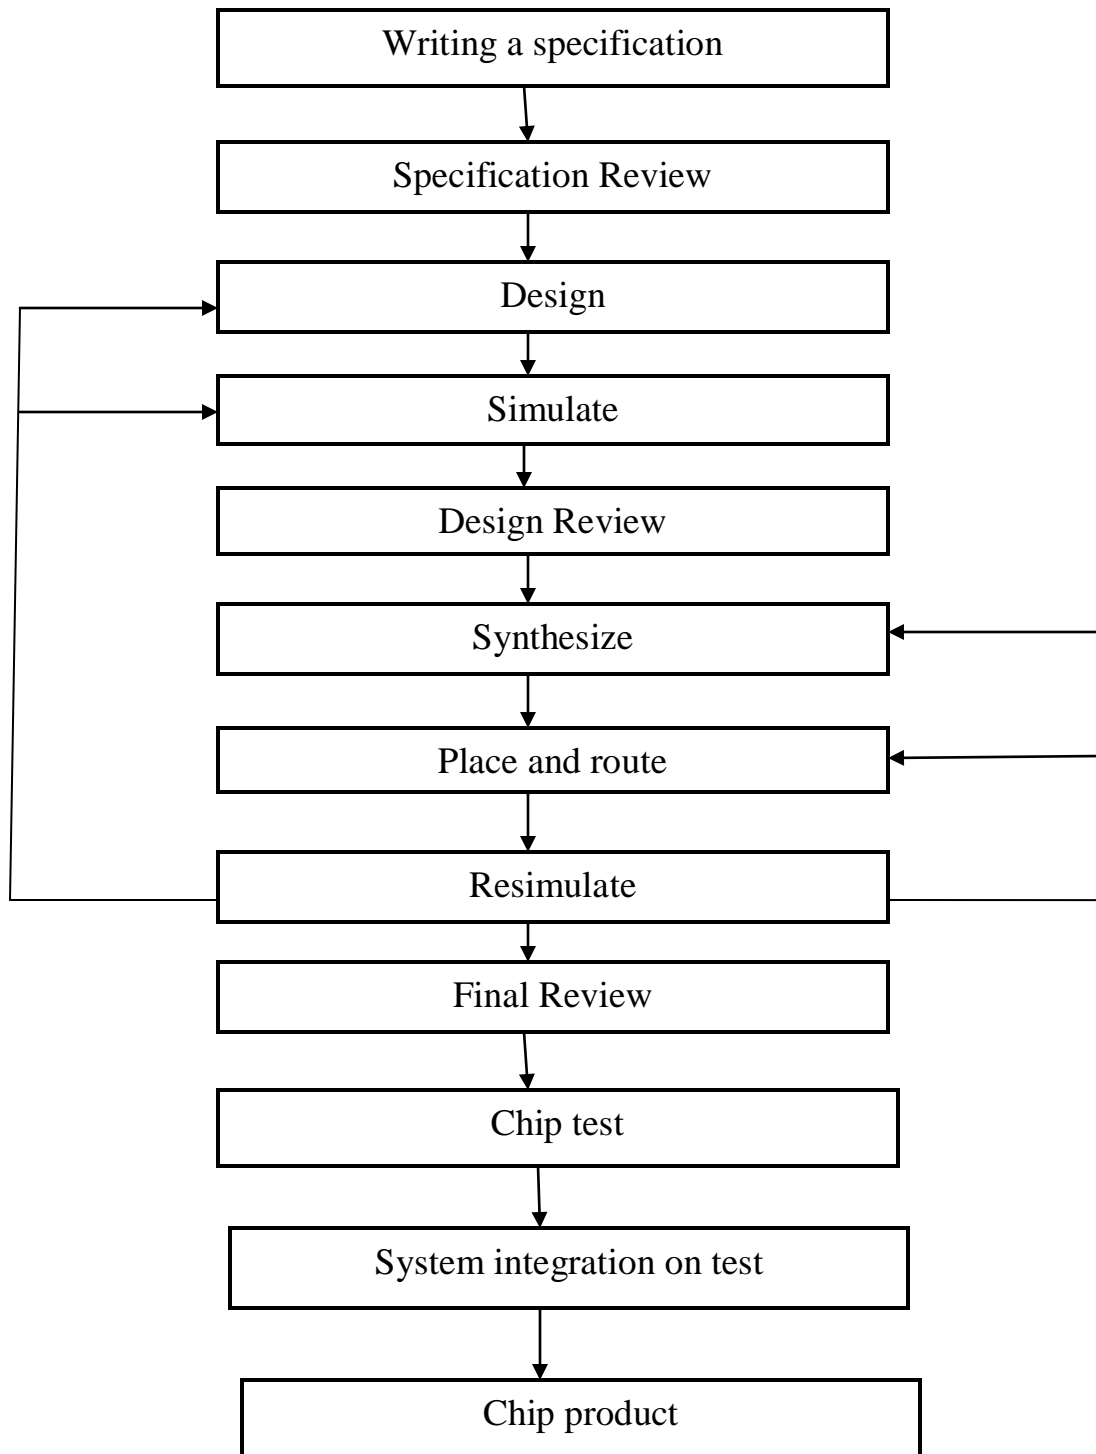 Writing a specification
Specification Review
Design
Simulate
Design Review
Synthesize
Place and route
Resimulate
Final Review
Chip test
System integration on test
Chip product